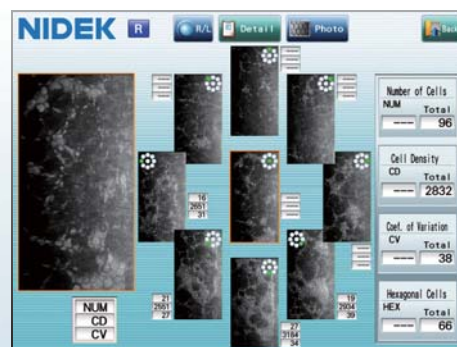 NIDEK R R/L Detail Photo Back
Number of Cells
NUM Total
--- 96
Cell Density
CD Total
--- 2832
Coef. of Variation
CV Total
--- 38
Hexagonal Cells
HEX Total
--- 66
16
2651
31
21
2551
27
27
3184
34
19
2934
39
NUM
CD
CV